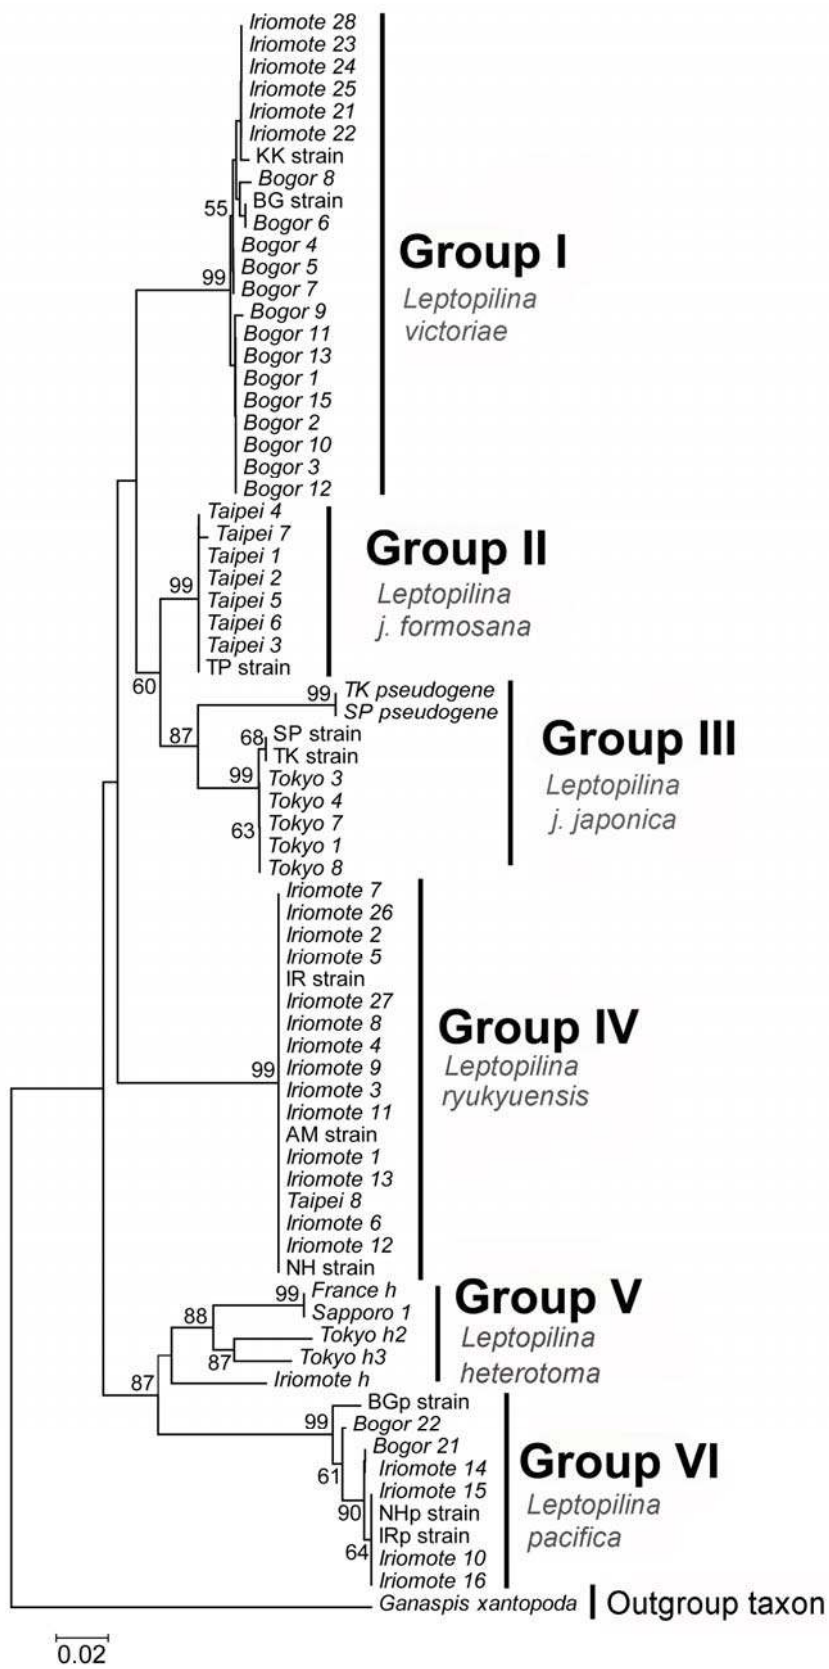 Iriomote 28
Iriomote 23
Iriomote 24
Iriomote 25
Iriomote 21
Iriomote 22
KK strain
Bogor 8
BG strain
55
Bogor 6
Bogor 4
Bogor 5
99
Bogor 7
Bogor 9
Bogor 11
Bogor 13
Bogor 1
Bogor 15
Bogor 2
Bogor 10
Bogor 3
Bogor 12
Group I
Leptopilina
victoriae
Taipei 4
Taipei 7
Taipei 1
Taipei 2
99
Taipei 5
Taipei 6
Taipei 3
TP strain
Group II
Leptopilina
j. formosana
60
99
TK pseudogene
SP pseudogene
87
68
SP strain
TK strain
99
Tokyo 3
Tokyo 4
Tokyo 7
63
Tokyo 1
Tokyo 8
Group III
Leptopilina
j. japonica
Iriomote 7
Iriomote 26
Iriomote 2
Iriomote 5
IR strain
Iriomote 27
Iriomote 8
Iriomote 4
99
Iriomote 9
Iriomote 3
Iriomote 11
AM strain
Iriomote 1
Iriomote 13
Taipei 8
Iriomote 6
Iriomote 12
NH strain
Group IV
Leptopilina
ryukyuensis
99
France h
Sapporo 1
88
Tokyo h2
87
Tokyo h3
Iriomote h
Group V
Leptopilina
heterotoma
87
BGp strain
99
Bogor 22
Bogor 21
61
Iriomote 14
Iriomote 15
90
NHp strain
IRp strain
64
Iriomote 10
Iriomote 16
Group VI
Leptopilina
pacifica
Ganaspis xantopoda
Outgroup taxon
0.02